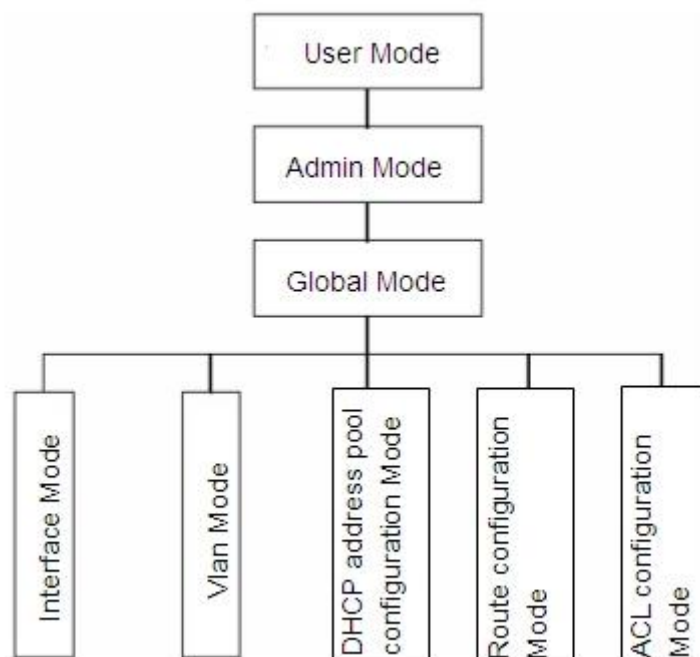 User Mode
Admin Mode
Global Mode
Interface Mode
Vlan Mode
DHCP address pool
configuration Mode
Route configuration
Mode
ACL configuration
Mode